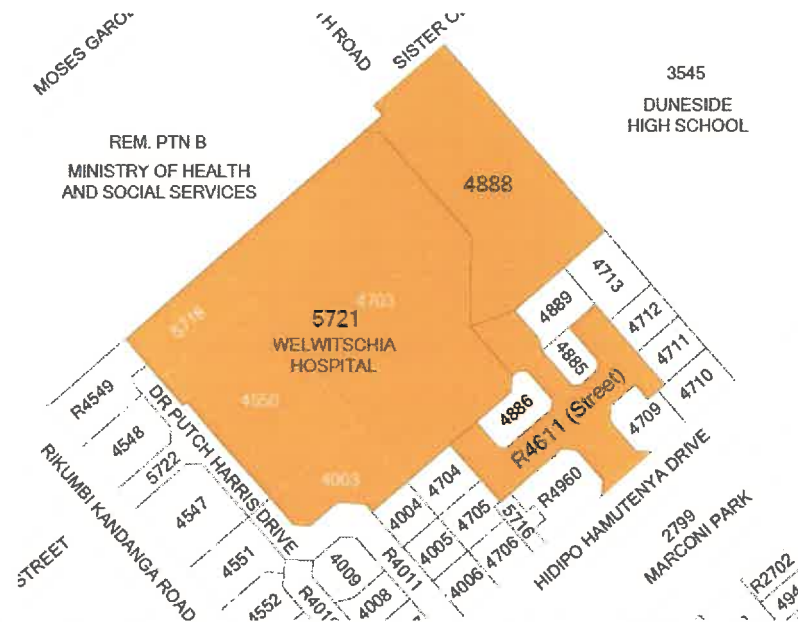 MOSES GAROË
TH ROAD
SISTER
3545
DUNESIDE
HIGH SCHOOL
REM. PTN B
MINISTRY OF HEALTH
AND SOCIAL SERVICES
4888
4713
4889
4712
4703
5718
5721
WELWITSCHIA
HOSPITAL
4711
4885
4710
R4549
4550
4886
R4611 (Street)
4709
DR PUTCH HARRIS DRIVE
4548
5722
4003
4704
R4960
4004
4705
5716
4547
RIKUMBI KANDANGA ROAD
HIDIPO HAMUTENYA DRIVE
2799
MARCONI PARK
4005
4706
STREET
4551
4009
R4011
4006
R2702
4552
4008
494